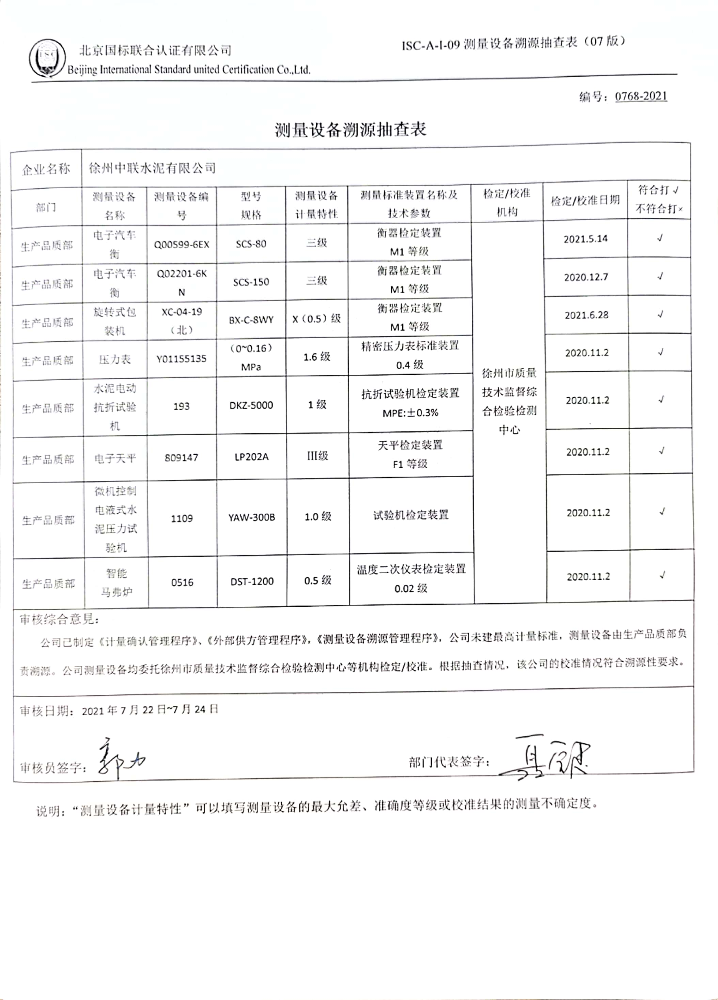 ISC
北京国标联合认证有限公司
Beijing International Standard united Certification Co.,Ltd.
ISC-A-I-09 测量设备溯源抽查表（07 版）
编号：0768-2021
测量设备溯源抽查表
企业名称 徐州中联水泥有限公司
部门 测量设备名称 测量设备编号 型号规格 测量设备计量特性 测量标准装置名称及技术参数 检定/校准机构 检定/校准日期 符合打√不符合打×
生产品质部 电子汽车衡 Q00599-6EX SCS-80 三级 衡器检定装置 M1 等级 2021.5.14 √
生产品质部 电子汽车衡 Q02201-6KN SCS-150 三级 衡器检定装置 M1 等级 2020.12.7 √
生产品质部 旋转式包装机 XC-04-19（北） BX-C-8WY X（0.5）级 衡器检定装置 M1 等级 2021.6.28 √
生产品质部 压力表 Y01155135 （0~0.16）MPa 1.6 级 精密压力表标准装置 0.4 级 2020.11.2 √
徐州市质量技术监督综合检验检测中心
生产品质部 水泥电动抗折试验机 193 DKZ-5000 1 级 抗折试验机检定装置 MPE:±0.3% 2020.11.2 √
生产品质部 电子天平 809147 LP202A III级 天平检定装置 F1 等级 2020.11.2 √
生产品质部 微机控制电液式水泥压力试验机 1109 YAW-300B 1.0 级 试验机检定装置 2020.11.2 √
生产品质部 智能马弗炉 0516 DST-1200 0.5 级 温度二次仪表检定装置 0.02 级 2020.11.2 √
审核综合意见：
公司已制定《计量确认管理程序》、《外部供方管理程序》，《测量设备溯源管理程序》，公司未建最高计量标准，测量设备由生产品质部负
责溯源。公司测量设备均委托徐州市质量技术监督综合检验检测中心等机构检定/校准。根据抽查情况，该公司的校准情况符合溯源性要求。
审核日期：2021 年 7 月 22 日~7 月 24 日
审核员签字：郭力 部门代表签字：
说明：“测量设备计量特性”可以填写测量设备的最大允差、准确度等级或校准结果的测量不确定度。